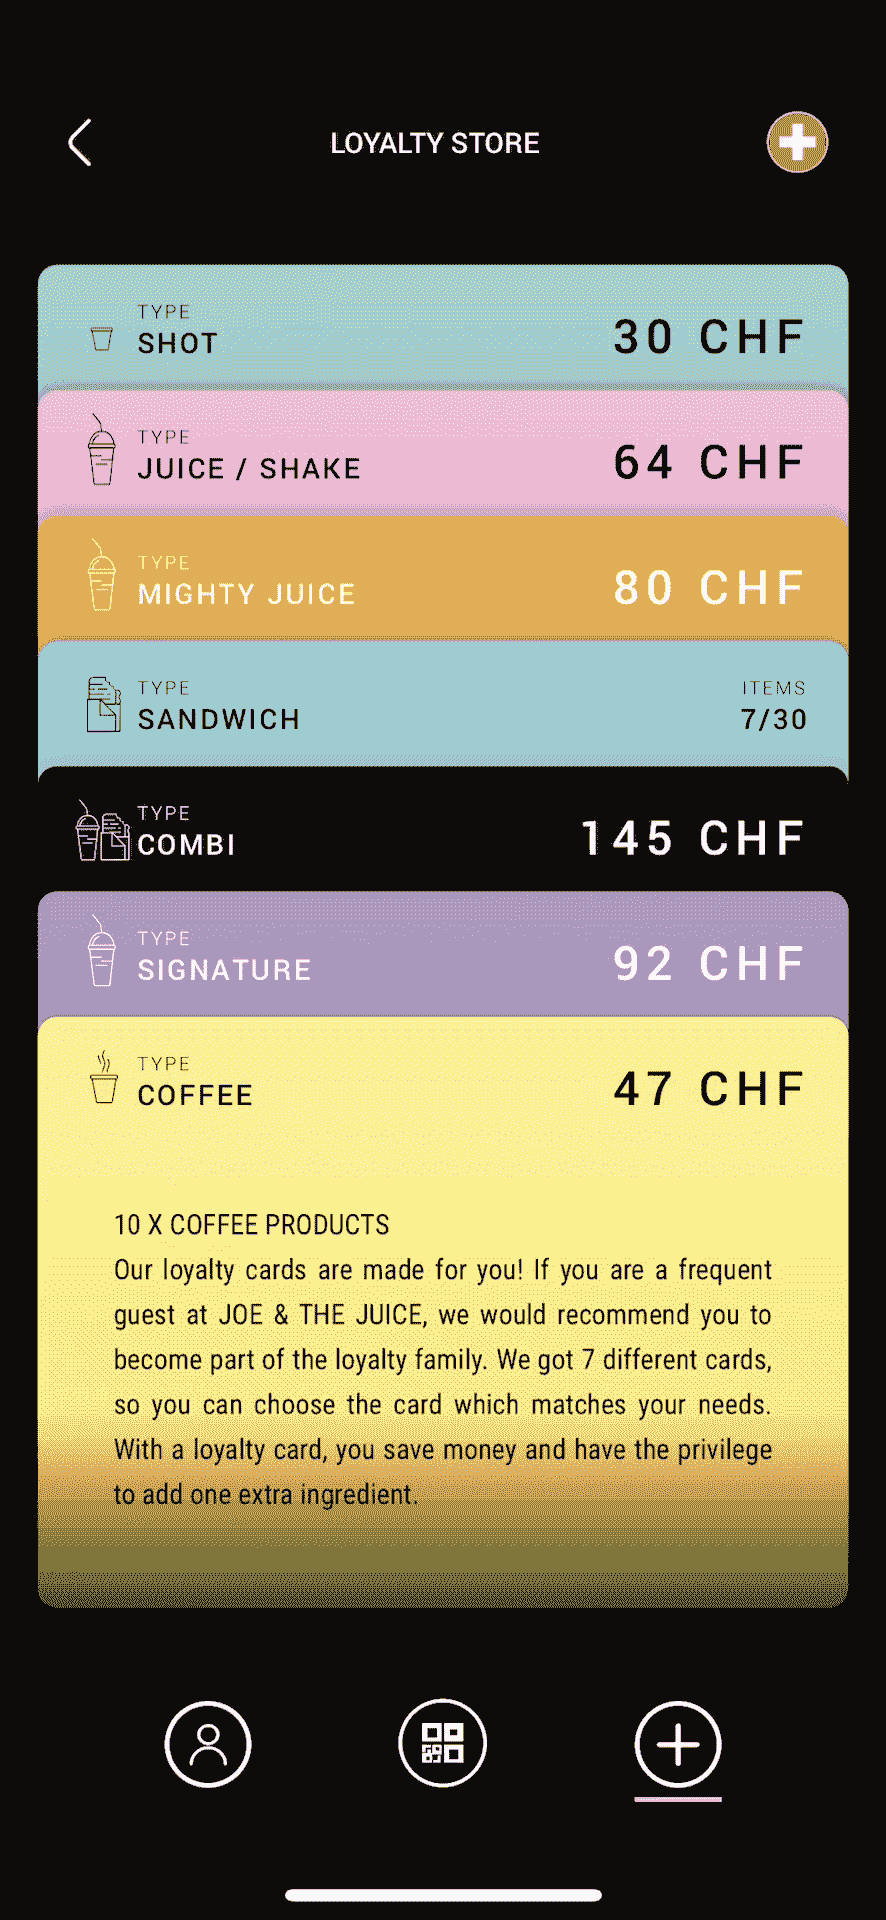 LOYALTY STORE
TYPE
SHOT
30 CHF
TYPE
JUICE / SHAKE
64 CHF
TYPE
MIGHTY JUICE
80 CHF
TYPE
SANDWICH
ITEMS
7/30
TYPE
COMBI
145 CHF
TYPE
SIGNATURE
92 CHF
TYPE
COFFEE
47 CHF
10 X COFFEE PRODUCTS
Our loyalty cards are made for you! If you are a frequent
guest at JOE & THE JUICE, we would recommend you to
become part of the loyalty family. We got 7 different cards,
so you can choose the card which matches your needs.
With a loyalty card, you save money and have the privilege
to add one extra ingredient.